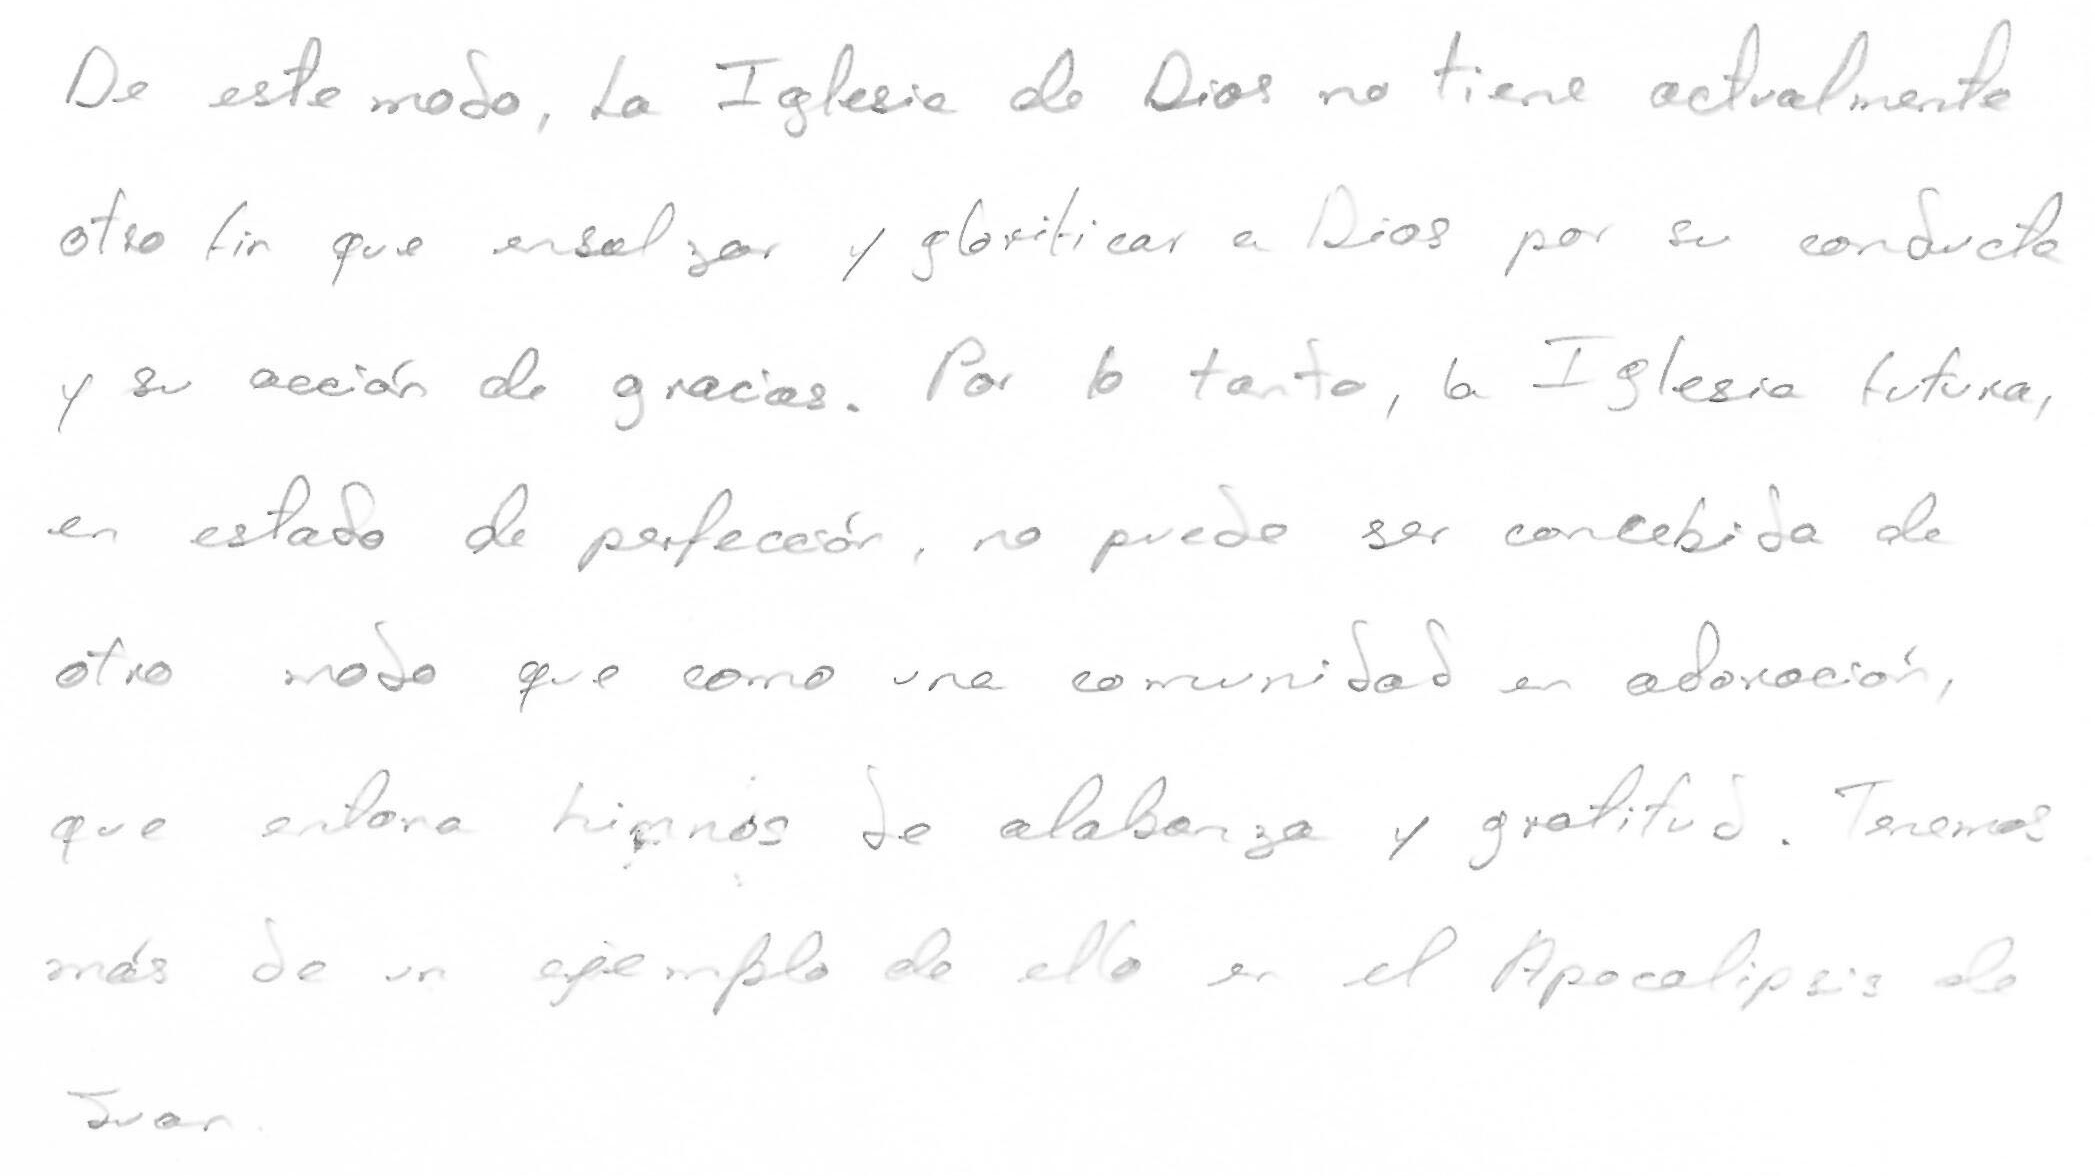 De este modo, La Iglesia de Dios no tiene actualmente
otro fin que ensalzar y glorificar a Dios por su conducta
y su acción de gracias. Por lo tanto, la Iglesia futura,
en estado de perfección, no puede ser concebida de
otro modo que como una comunidad en adoración,
que entona himnos de alabanza y gratitud. Tenemos
más de un ejemplo de ello en el Apocalipsis de
Juan.